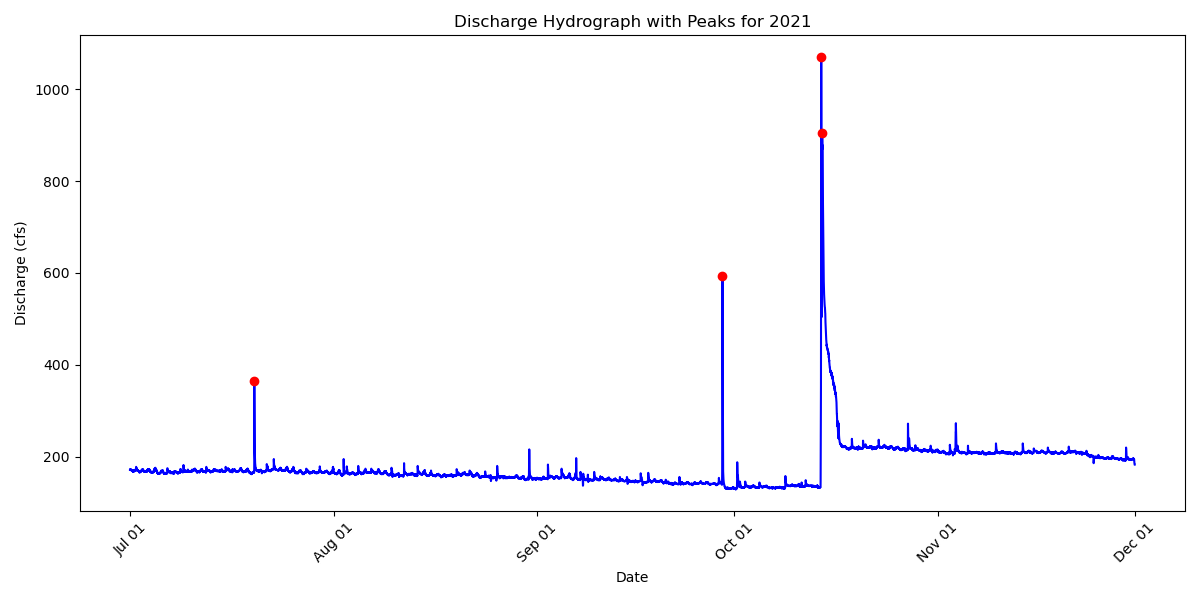 Discharge Hydrograph with Peaks for 2021
Discharge (cfs)
1000
800
600
400
200
Jul 01
Aug 01
Sep 01
Oct 01
Nov 01
Dec 01
Date